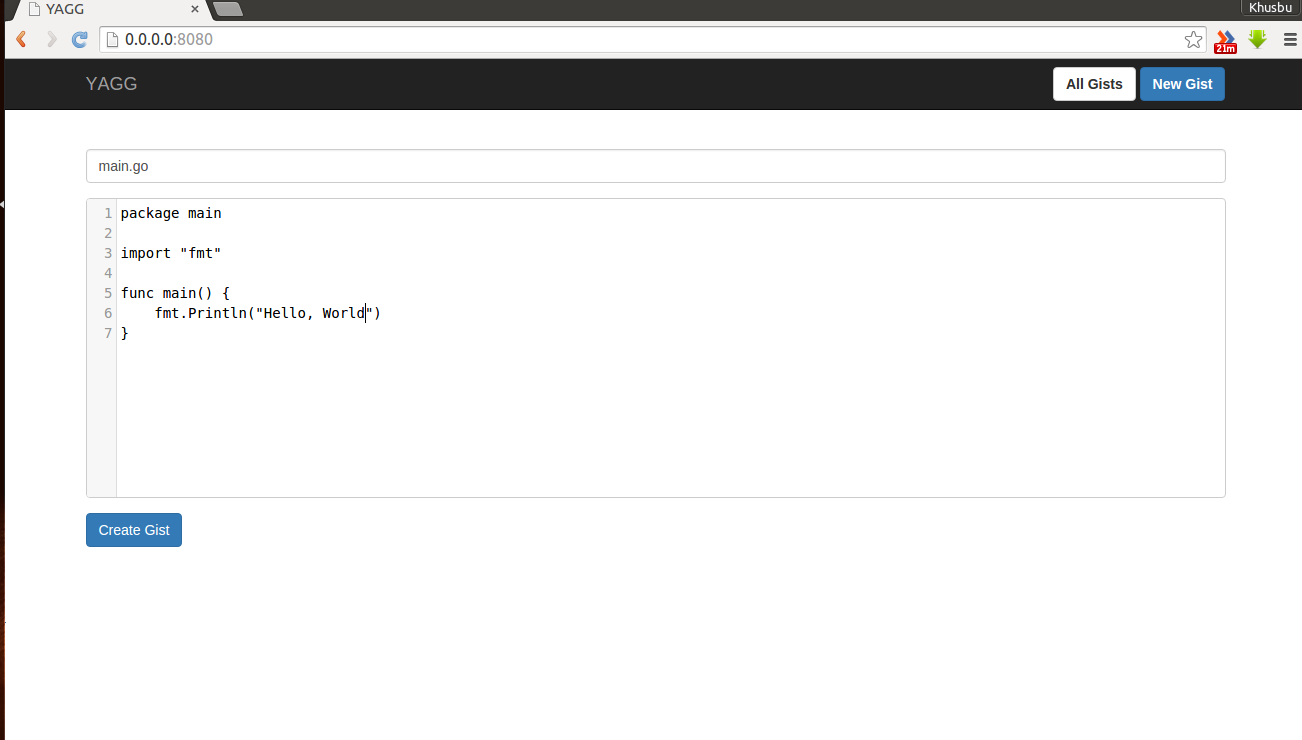 YAGG
Khusbu
0.0.0.0:8080
21m
YAGG All Gists New Gist
main.go
1 package main
2
3 import "fmt"
4
5 func main() {
6     fmt.Println("Hello, World")
7 }
Create Gist